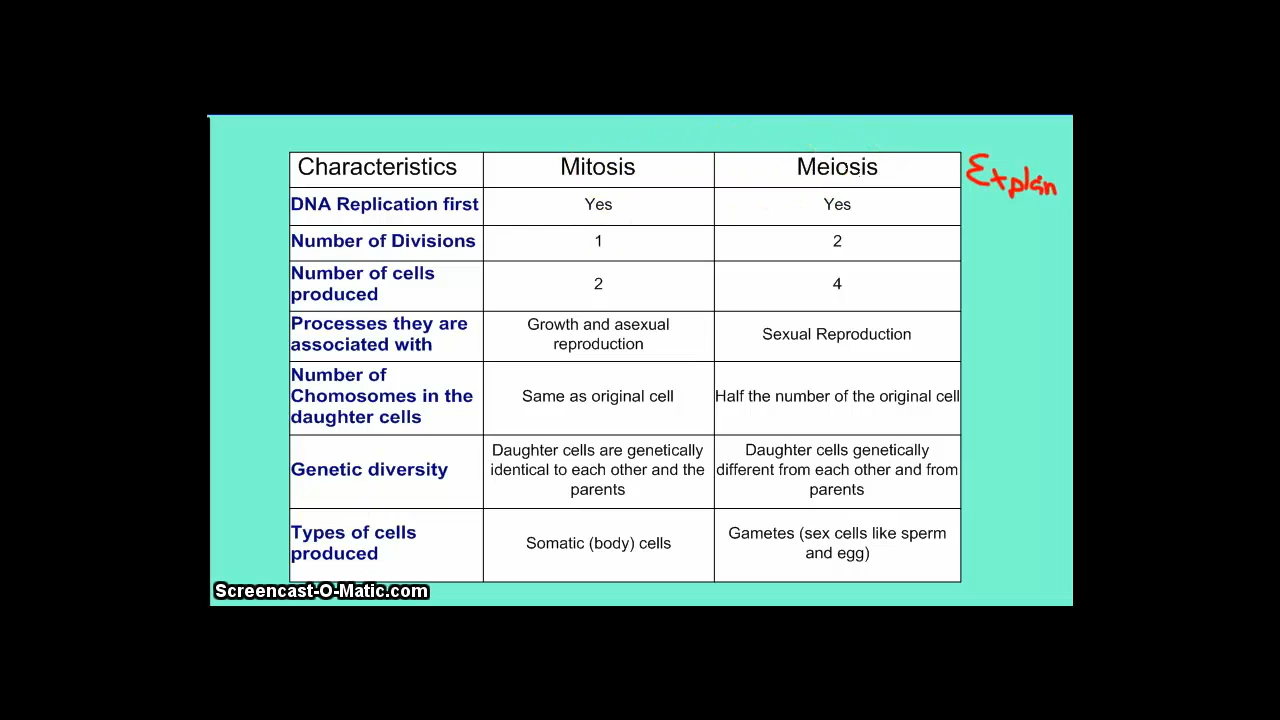 Characteristics Mitosis Meiosis
Explain
DNA Replication first Yes Yes
Number of Divisions 1 2
Number of cells
produced
2 4
Processes they are
associated with
Growth and asexual
reproduction
Sexual Reproduction
Number of
Chomosomes in the
daughter cells
Same as original cell
Half the number of the original cell
Genetic diversity
Daughter cells are genetically
identical to each other and the
parents
Daughter cells genetically
different from each other and from
parents
Types of cells
produced
Somatic (body) cells
Gametes (sex cells like sperm
and egg)
Screencast-O-Matic.com